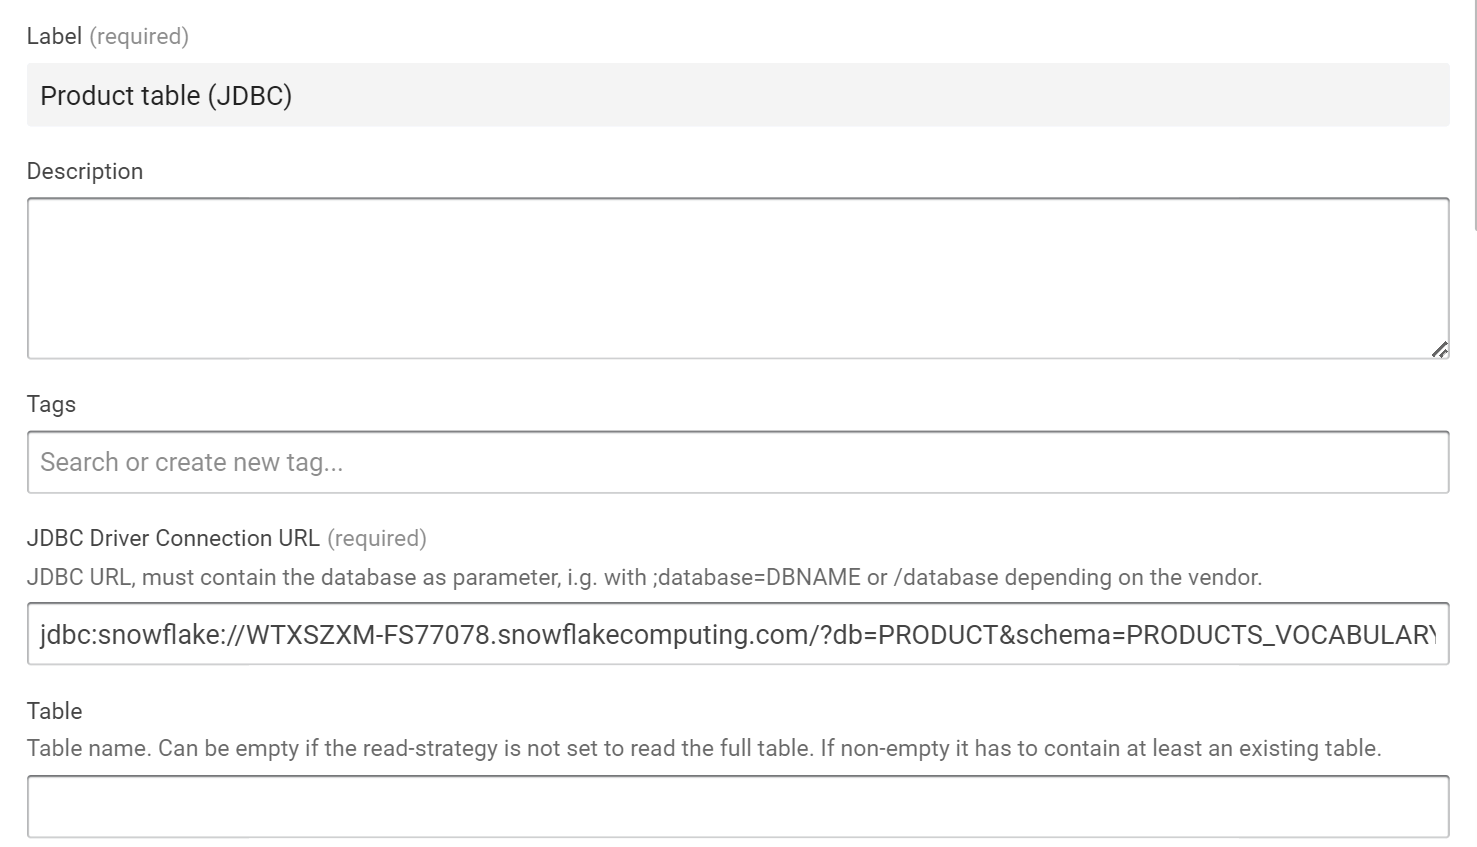 Label (required)
Product table (JDBC)
Description
Tags
Search or create new tag...
JDBC Driver Connection URL (required)
JDBC URL, must contain the database as parameter, i.g. with ;database=DBNAME or /database depending on the vendor.
jdbc:snowflake://WTXSZXM-FS77078.snowflakecomputing.com/?db=PRODUCT&schema=PRODUCTS_VOCABULARY
Table
Table name. Can be empty if the read-strategy is not set to read the full table. If non-empty it has to contain at least an existing table.